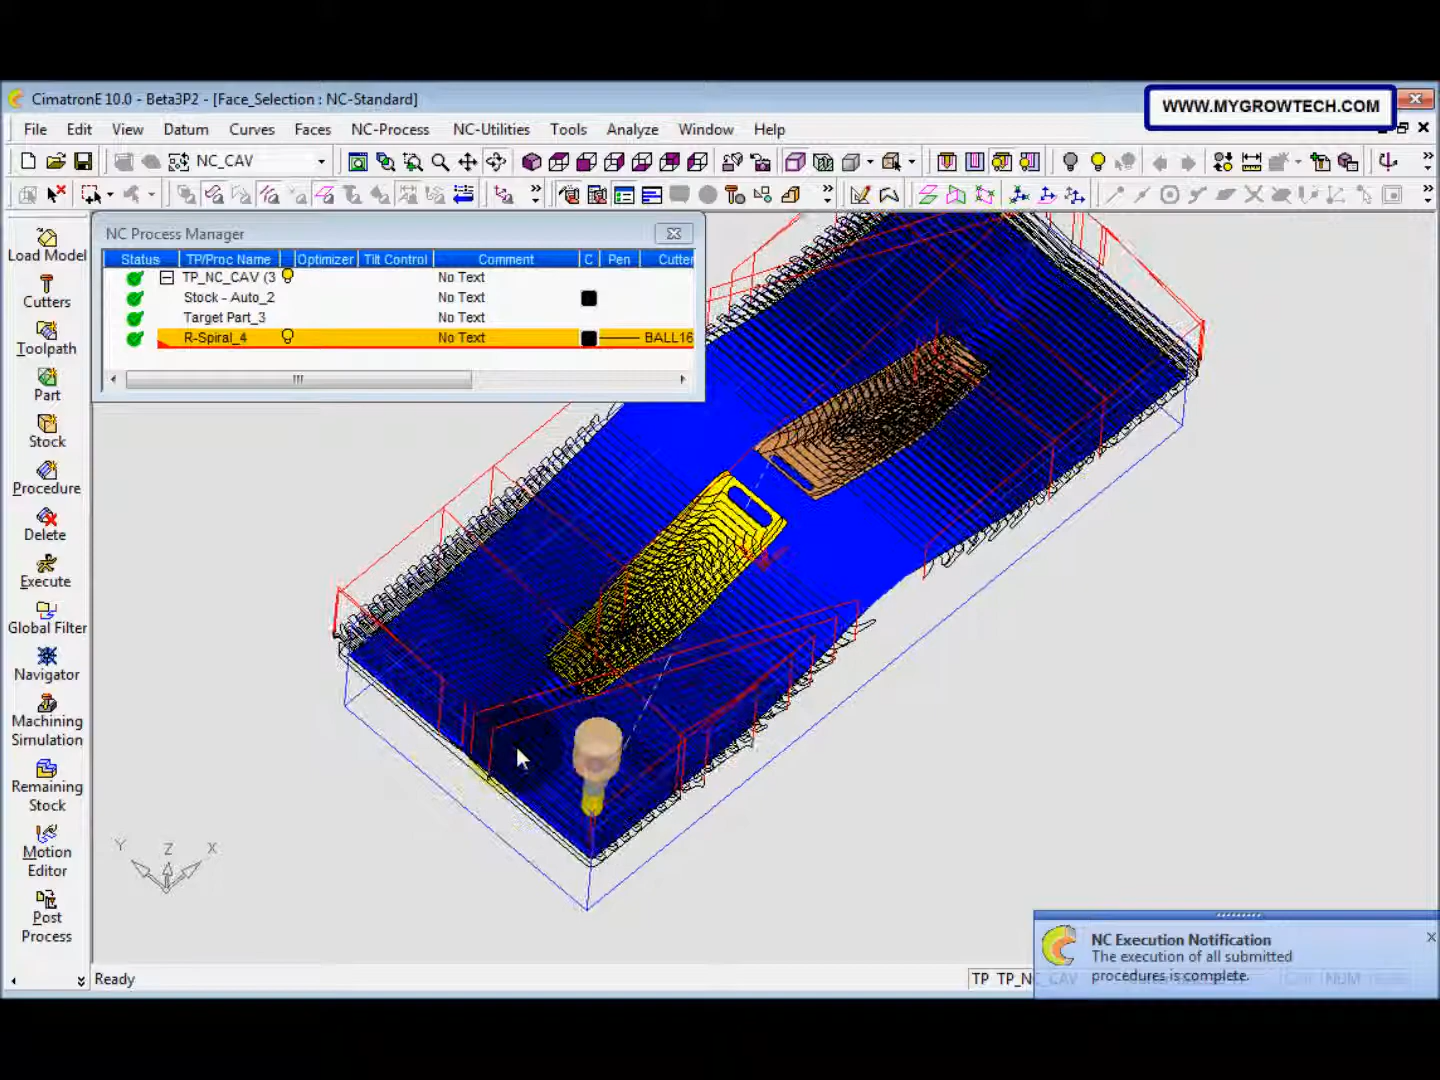 CimatronE 10.0 - Beta3P2 - [Face_Selection : NC-Standard]
WWW.MYGROWTECH.COM
File Edit View Datum Curves Faces NC-Process NC-Utilities Tools Analyze Window Help
NC_CAV
NC Process Manager
Status TP/Proc Name Optimizer Tilt Control Comment C Pen Cutter
TP_NC_CAV (3 No Text
Stock - Auto_2 No Text
Target Part_3 No Text
R-Spiral_4 No Text BALL16
Load Model
Cutters
Toolpath
Part
Stock
Procedure
Delete
Execute
Global Filter
Navigator
Machining
Simulation
Remaining
Stock
Motion
Editor
Post
Process
Y Z X
NC Execution Notification
The execution of all submitted
procedures is complete.
Ready
TP TP_NC_CAV
NUM